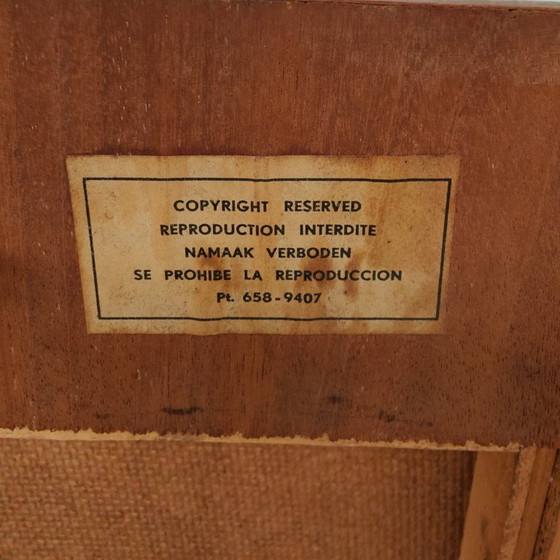 COPYRIGHT RESERVED
REPRODUCTION INTERDITE
NAMAAK VERBODEN
SE PROHIBE LA REPRODUCCION
Pt. 658-9407